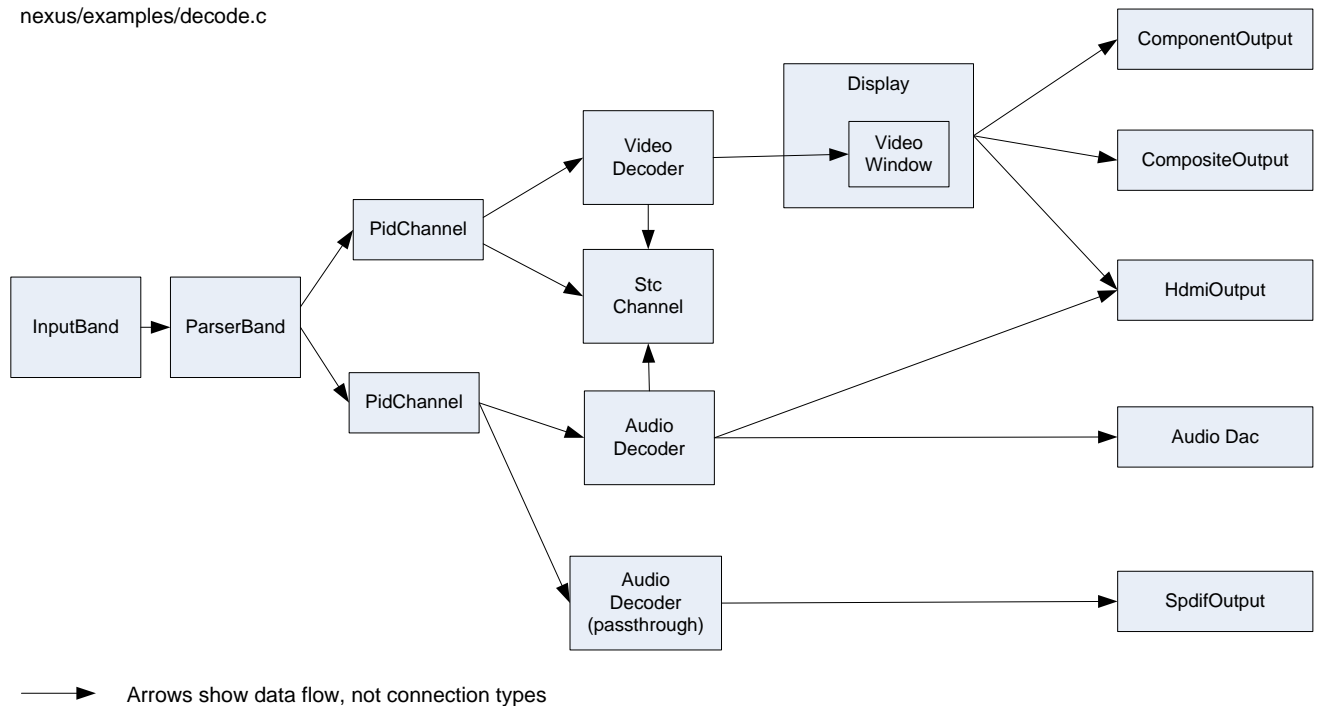 nexus/examples/decode.c
ComponentOutput
Display
Video
Window
Video
Decoder
CompositeOutput
PidChannel
Stc
Channel
HdmiOutput
InputBand
ParserBand
PidChannel
Audio
Decoder
Audio Dac
Audio
Decoder
(passthrough)
SpdifOutput
Arrows show data flow, not connection types